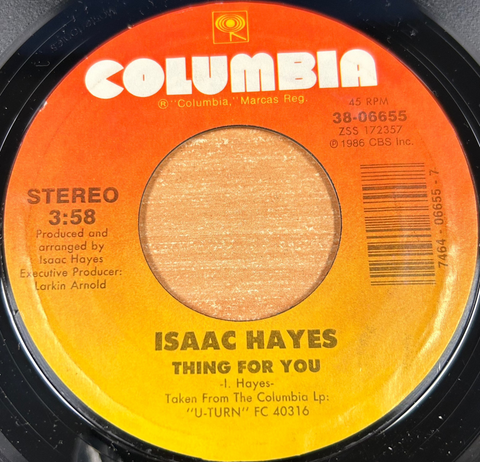 COLUMBIA
® "Columbia," Marcas Reg.
45 RPM
38-06655
ZSS 172357
℗ 1986 CBS Inc.
STEREO
3:58
Produced and
arranged by
Isaac Hayes
Executive Producer:
Larkin Arnold
7464-06655-7
ISAAC HAYES
THING FOR YOU
-I. Hayes-
Taken From The Columbia Lp:
"U-TURN" FC 40316